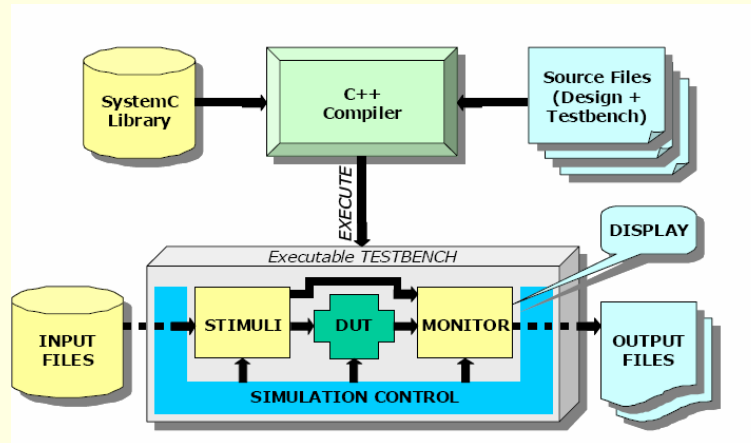 SystemC
Library
C++
Compiler
Source Files
(Design +
Testbench)
EXECUTE
Executable TESTBENCH
DISPLAY
INPUT
FILES
STIMULI
DUT
MONITOR
OUTPUT
FILES
SIMULATION CONTROL